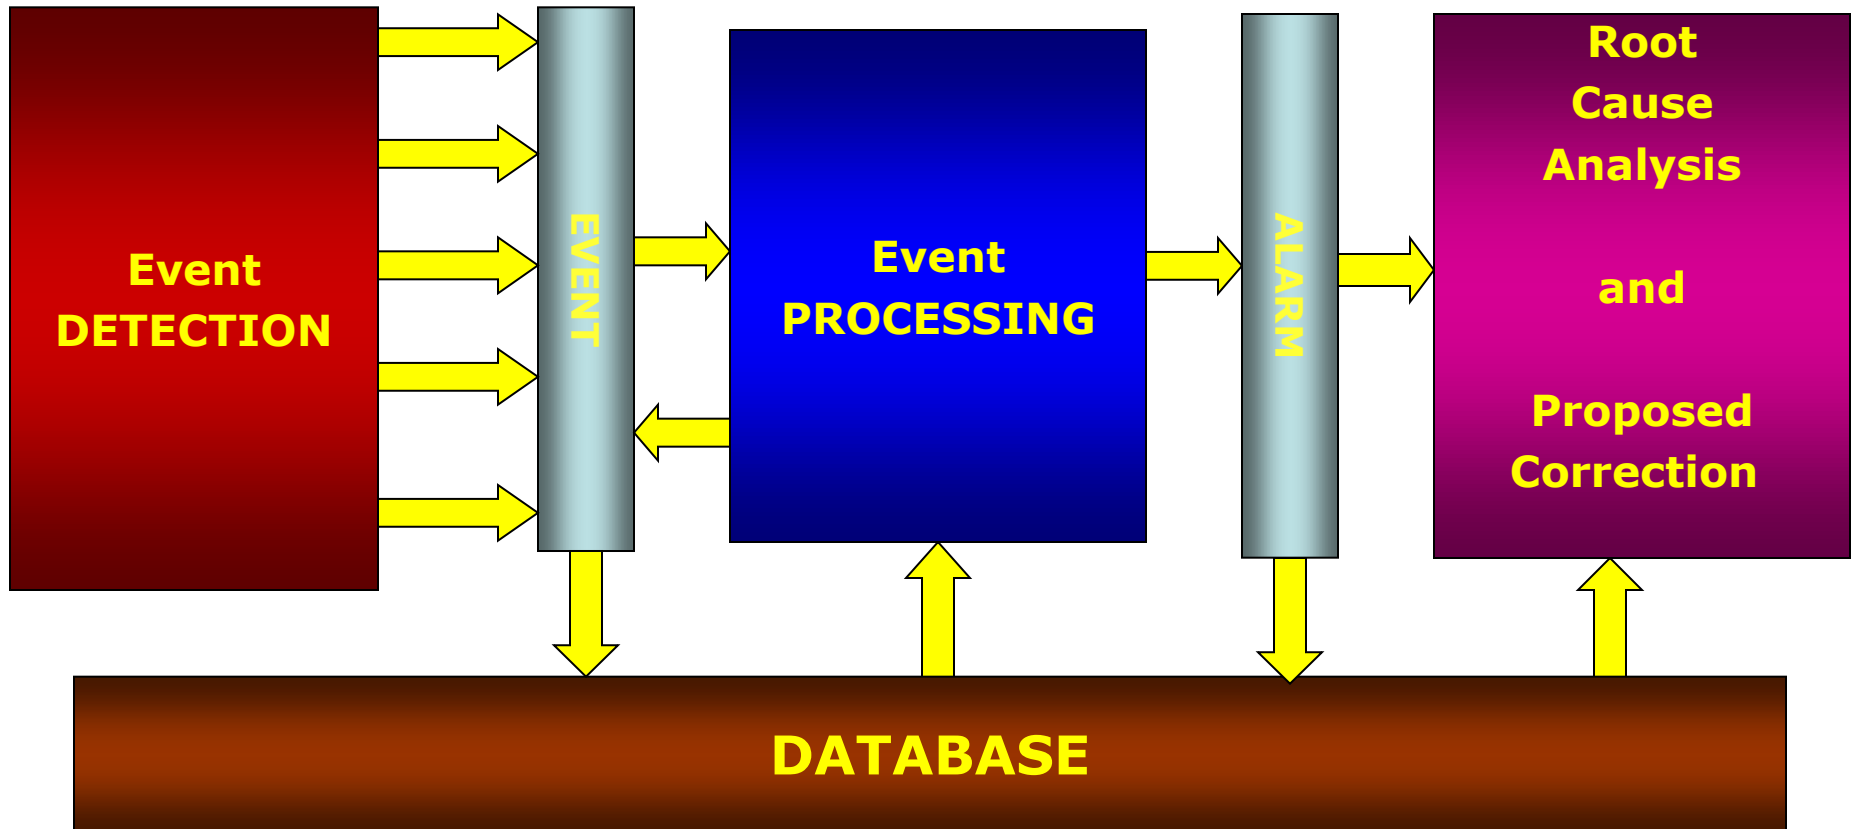 Event
DETECTION
EVENT
Event
PROCESSING
ALARM
Root
Cause
Analysis
and
Proposed
Correction
DATABASE